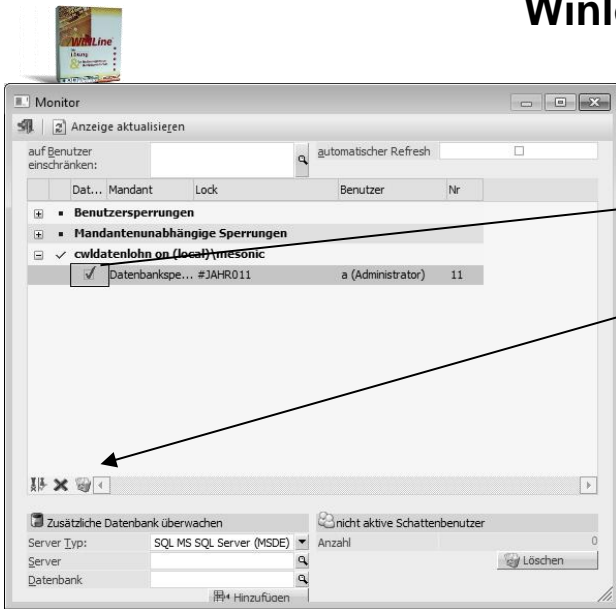 Winl
WinLine
Lösung
&
Monitor
Anzeige aktualisieren
auf Benutzer einschränken:
automatischer Refresh
Dat... Mandant Lock Benutzer Nr
Benutzersperrungen
Mandantenunabhängige Sperrungen
cwldatenlohn on (local)\mesonic
Datenbankspe... #JAHR011 a (Administrator) 11
Zusätzliche Datenbank überwachen
nicht aktive Schattenbenutzer
Server Typ: SQL MS SQL Server (MSDE)
Anzahl 0
Server
Löschen
Datenbank
Hinzufügen